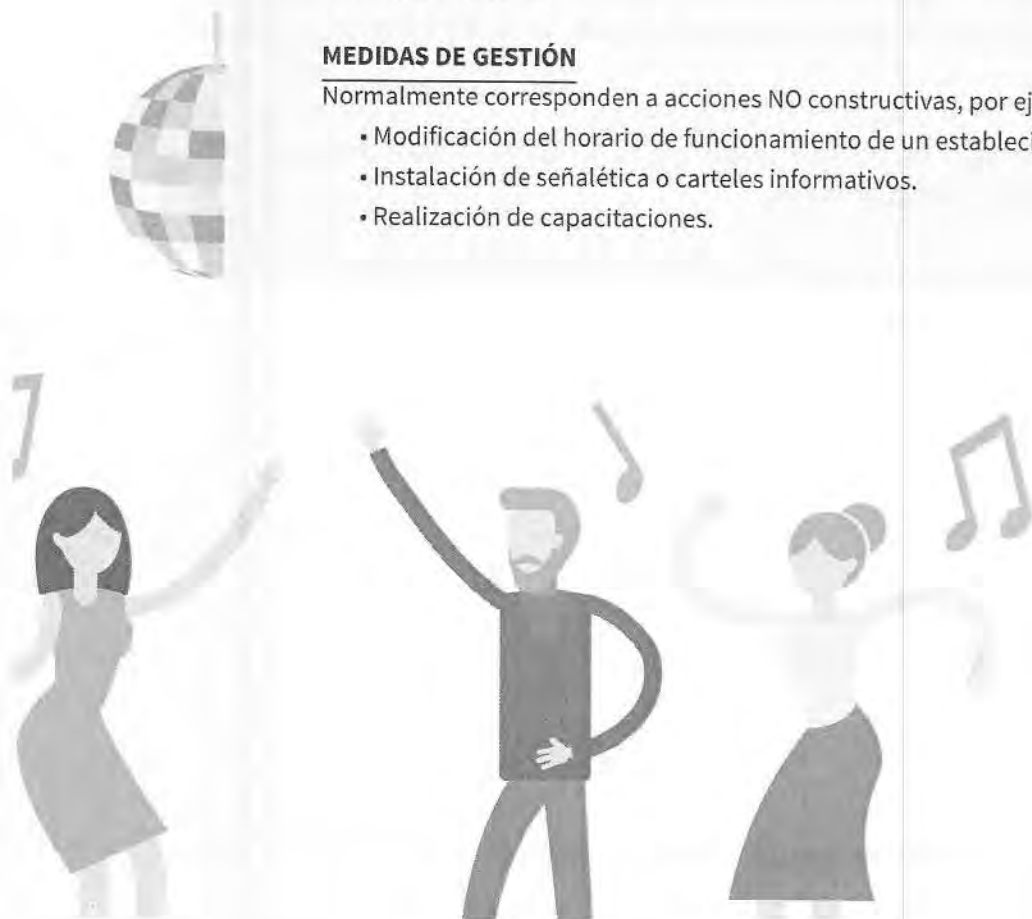 MEDIDAS DE GESTIÓN
Normalmente corresponden a acciones NO constructivas, por ej
• Modificación del horario de funcionamiento de un estableci
• Instalación de señalética o carteles informativos.
• Realización de capacitaciones.